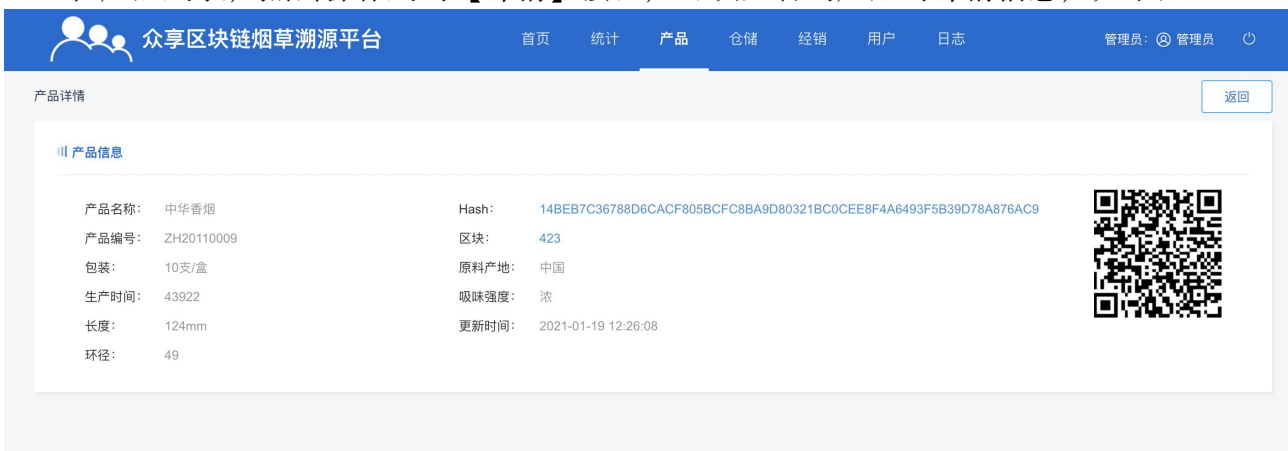 众享区块链烟草溯源平台
首页 统计 产品 仓储 经销 用户 日志
管理员: 管理员
产品详情
返回
产品信息
产品名称: 中华香烟
Hash: 14BEB7C36788D6CACF805BCFC8BA9D80321BC0CEE8F4A6493F5B39D78A876AC9
产品编号: ZH20110009
区块: 423
包装: 10支/盒
原料产地: 中国
生产时间: 43922
吸味强度: 浓
长度: 124mm
更新时间: 2021-01-19 12:26:08
环径: 49